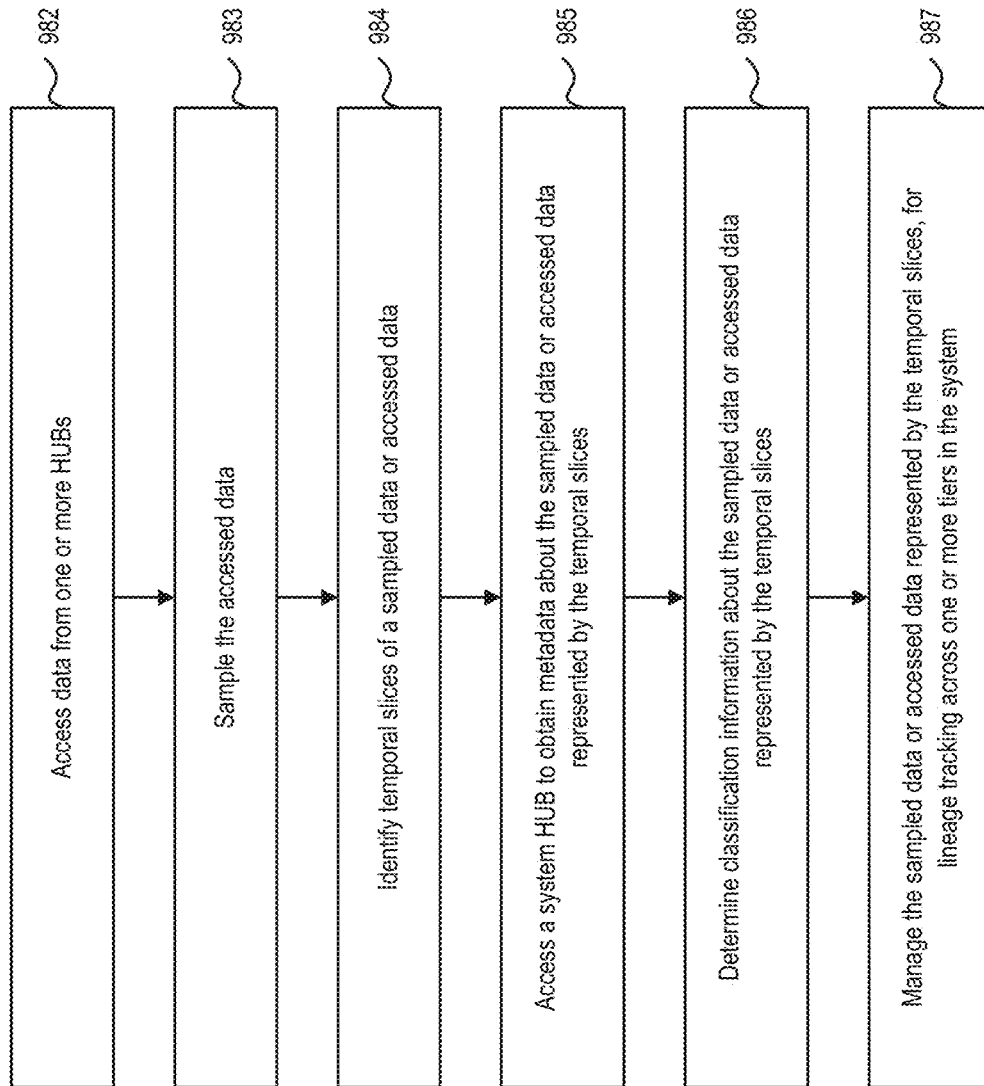 Access data from one or more HUBs
982
Sample the accessed data
983
Identify temporal slices of a sampled data or accessed data
984
Access a system HUB to obtain metadata about the sampled data or accessed data
represented by the temporal slices
985
Determine classification information about the sampled data or accessed data
represented by the temporal slices
986
Manage the sampled data or accessed data represented by the temporal slices, for
lineage tracking across one or more tiers in the system
987